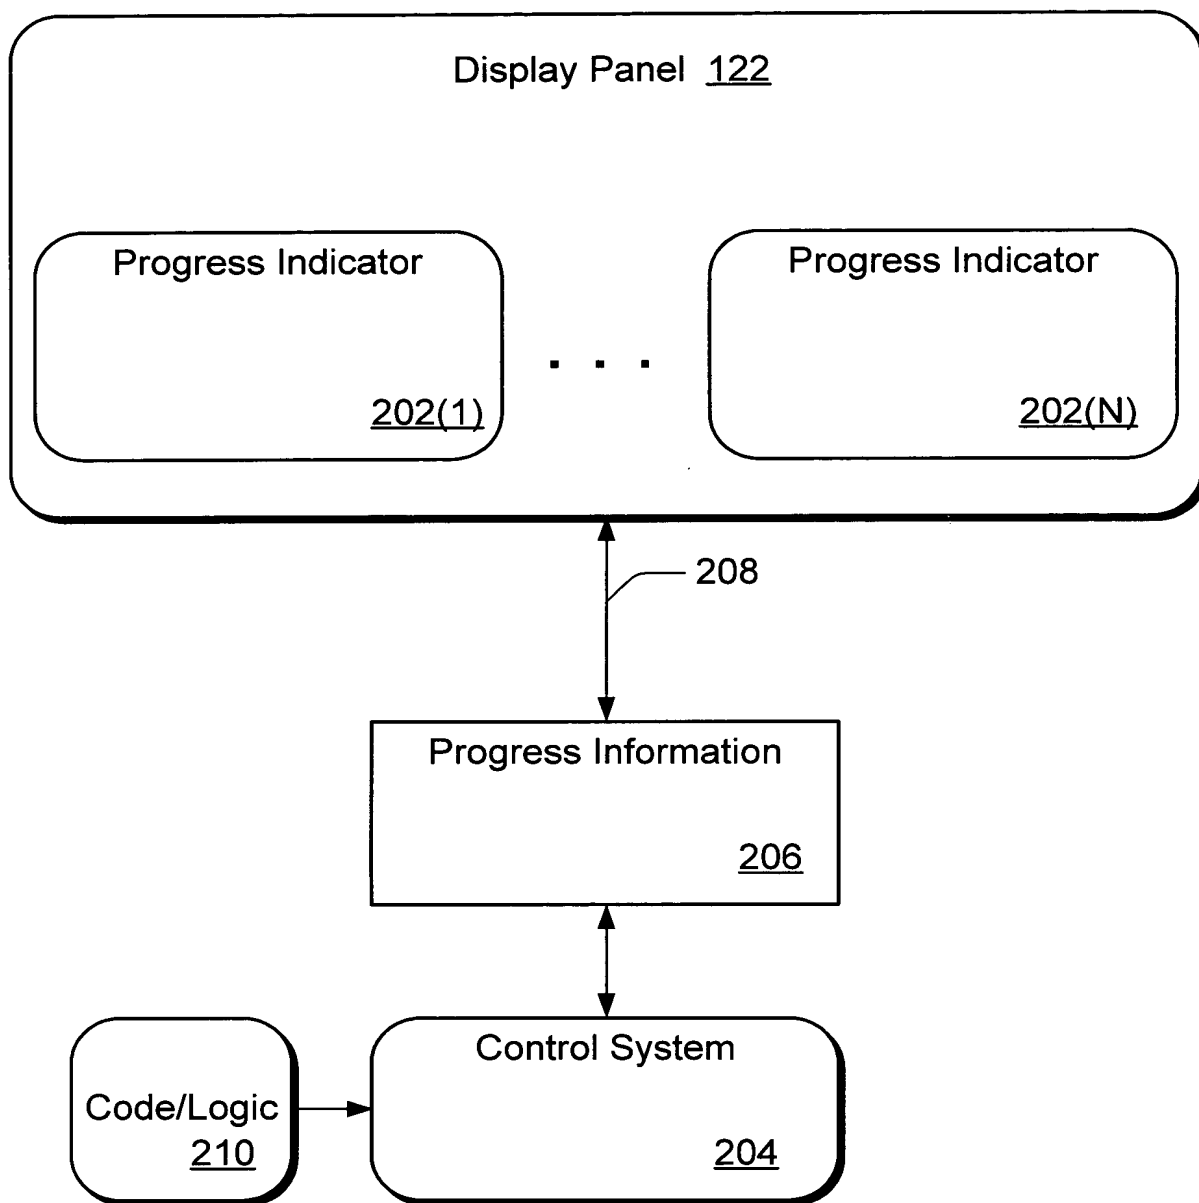 Display Panel 122
Progress Indicator
202(1)
. . .
Progress Indicator
202(N)
208
Progress Information
206
Control System
204
Code/Logic
210